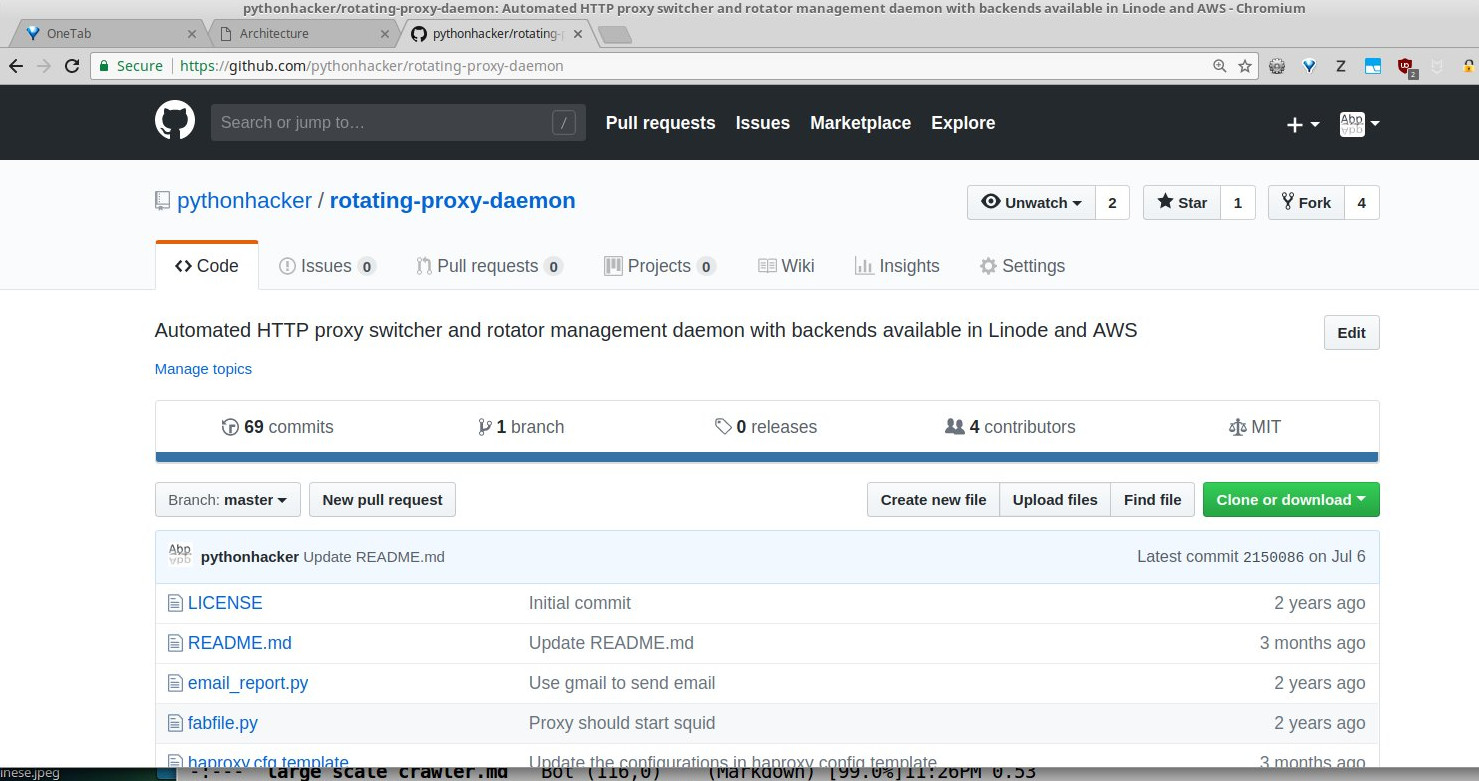 pythonhacker/rotating-proxy-daemon: Automated HTTP proxy switcher and rotator management daemon with backends available in Linode and AWS - Chromium
OneTab Architecture pythonhacker/rotating-p
Secure https://github.com/pythonhacker/rotating-proxy-daemon Z 2
Search or jump to… / Pull requests Issues Marketplace Explore
pythonhacker / rotating-proxy-daemon Unwatch 2 Star 1 Fork 4
Code Issues 0 Pull requests 0 Projects 0 Wiki Insights Settings
Automated HTTP proxy switcher and rotator management daemon with backends available in Linode and AWS Edit
Manage topics
69 commits 1 branch 0 releases 4 contributors MIT
Branch: master New pull request Create new file Upload files Find file Clone or download
pythonhacker Update README.md Latest commit 2150086 on Jul 6
LICENSE Initial commit 2 years ago
README.md Update README.md 3 months ago
email_report.py Use gmail to send email 2 years ago
fabfile.py Proxy should start squid 2 years ago
haproxy.cfg.template Update the configurations in haproxy config template 3 months ago
inese.jpeg -:--- large scale crawler.md Bot (116,0) (Markdown) [99.0%]11:26PM 0.53